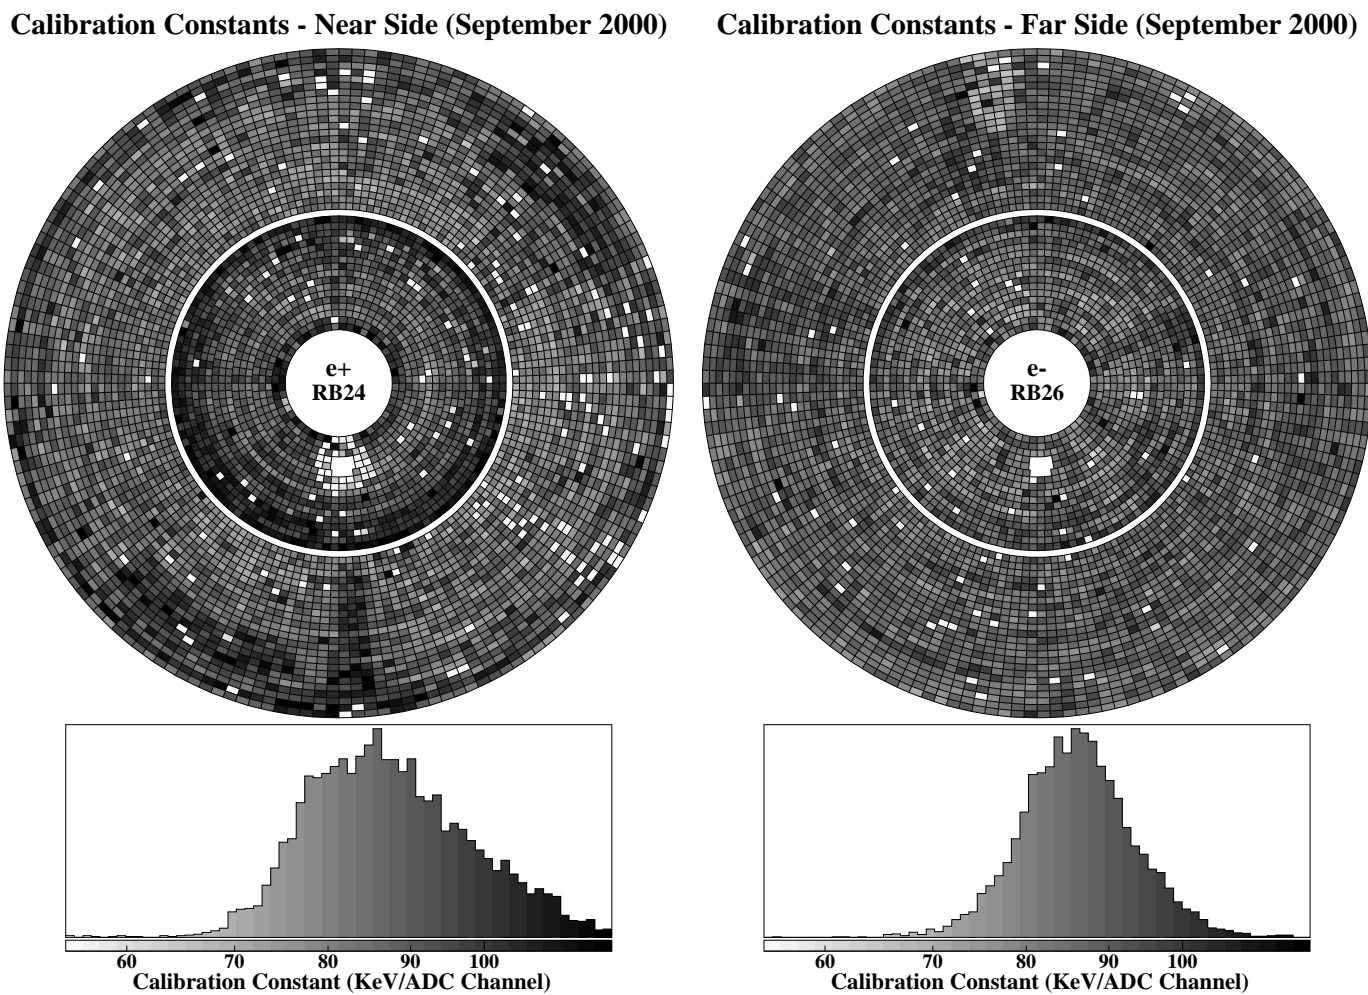 Calibration Constants - Near Side (September 2000)
e+
RB24
60 70 80 90 100
Calibration Constant (KeV/ADC Channel)
Calibration Constants - Far Side (September 2000)
e-
RB26
60 70 80 90 100
Calibration Constant (KeV/ADC Channel)